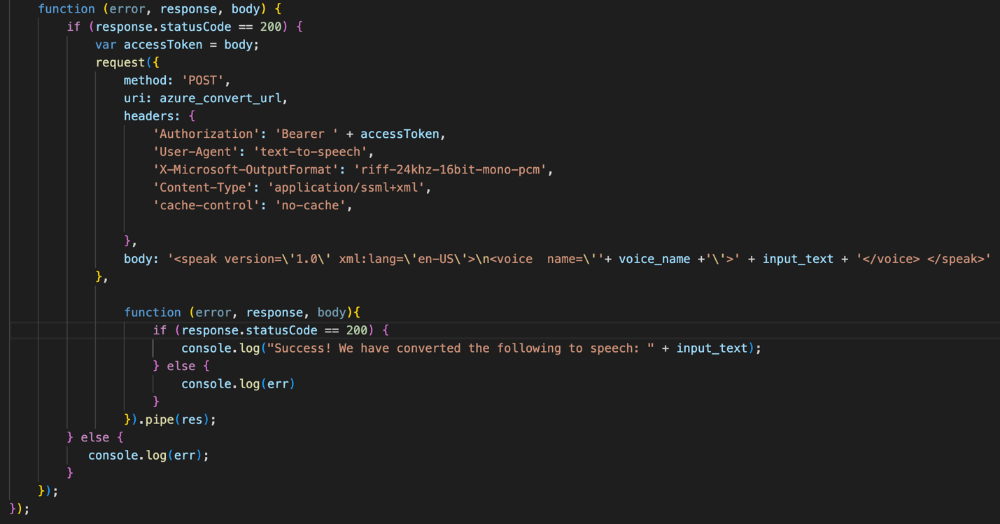 function (error, response, body) {
if (response.statusCode == 200) {
var accessToken = body;
request({
method: 'POST',
uri: azure_convert_url,
headers: {
'Authorization': 'Bearer ' + accessToken,
'User-Agent': 'text-to-speech',
'X-Microsoft-OutputFormat': 'riff-24khz-16bit-mono-pcm',
'Content-Type': 'application/ssml+xml',
'cache-control': 'no-cache',
},
body: '<speak version=\'1.0\' xml:lang=\'en-US\'>\n<voice  name=\''+ voice_name +'\'>' + input_text + '</voice> </speak>'
},
function (error, response, body){
if (response.statusCode == 200) {
console.log("Success! We have converted the following to speech: " + input_text);
} else {
console.log(err)
}
}).pipe(res);
} else {
console.log(err);
}
});
});